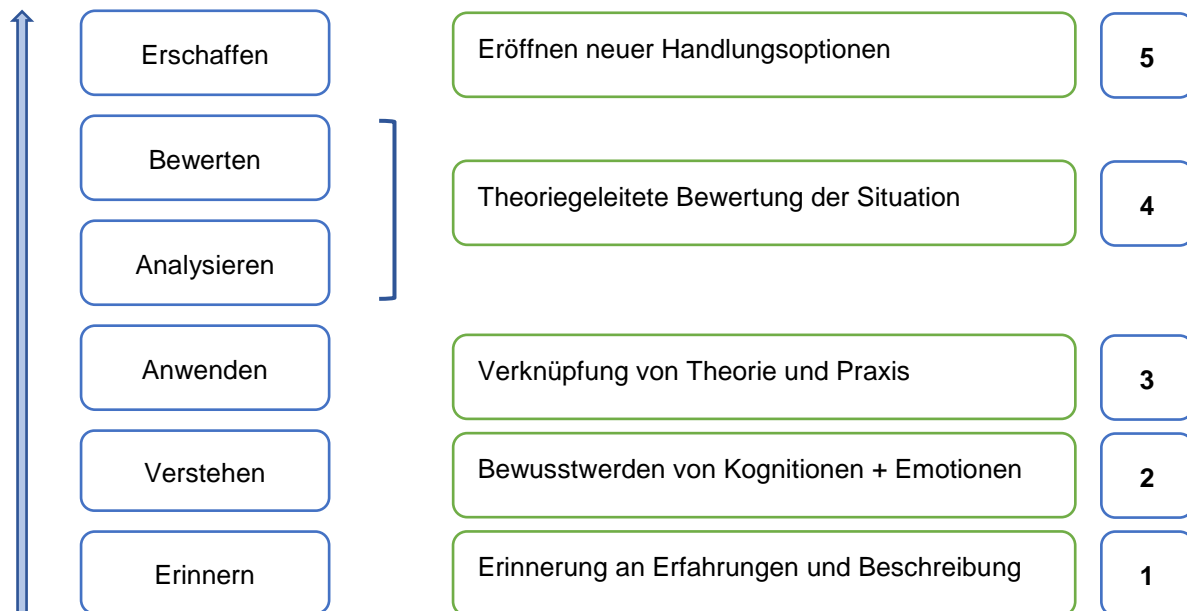 Erschaffen
Eröffnen neuer Handlungsoptionen
5
Bewerten
Theoriegeleitete Bewertung der Situation
4
Analysieren
Anwenden
Verknüpfung von Theorie und Praxis
3
Verstehen
Bewusstwerden von Kognitionen + Emotionen
2
Erinnern
Erinnerung an Erfahrungen und Beschreibung
1